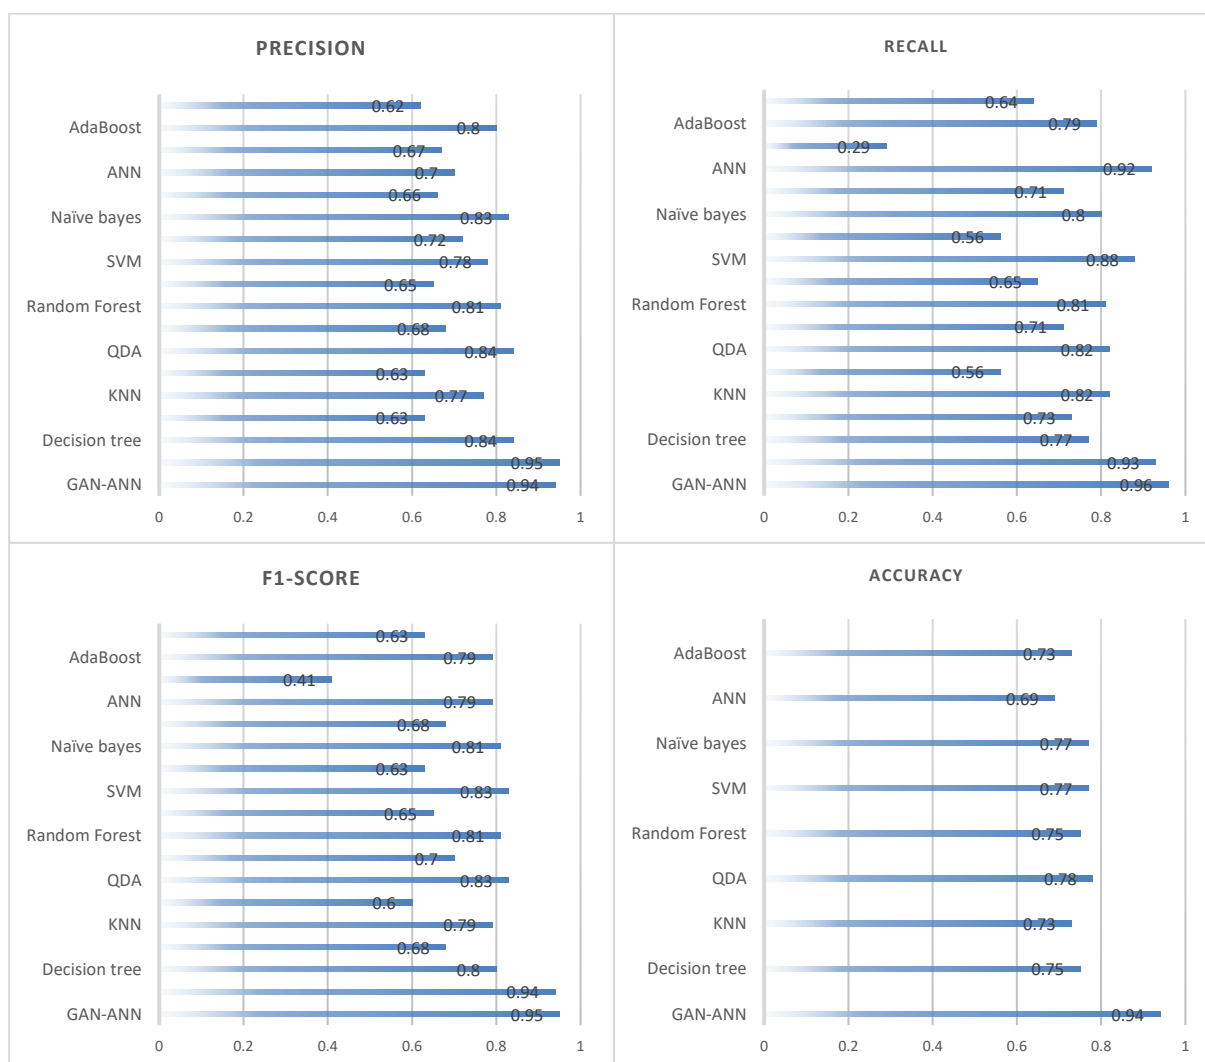 PRECISION
0.62
AdaBoost 0.8
0.67
ANN 0.7
0.66
Naïve bayes 0.83
0.72
SVM 0.78
0.65
Random Forest 0.81
0.68
QDA 0.84
0.63
KNN 0.77
0.63
Decision tree 0.84
0.95
GAN-ANN 0.94
0 0.2 0.4 0.6 0.8 1
RECALL
0.64
AdaBoost 0.79
0.29
ANN 0.92
0.71
Naïve bayes 0.8
0.56
SVM 0.88
0.65
Random Forest 0.81
0.71
QDA 0.82
0.56
KNN 0.82
0.73
Decision tree 0.77
0.93
GAN-ANN 0.96
0 0.2 0.4 0.6 0.8 1
F1-SCORE
0.63
AdaBoost 0.79
0.41
ANN 0.79
0.68
Naïve bayes 0.81
0.63
SVM 0.83
0.65
Random Forest 0.81
0.7
QDA 0.83
0.6
KNN 0.79
0.68
Decision tree 0.8
0.94
GAN-ANN 0.95
0 0.2 0.4 0.6 0.8 1
ACCURACY
AdaBoost 0.73
ANN 0.69
Naïve bayes 0.77
SVM 0.77
Random Forest 0.75
QDA 0.78
KNN 0.73
Decision tree 0.75
GAN-ANN 0.94
0 0.2 0.4 0.6 0.8 1